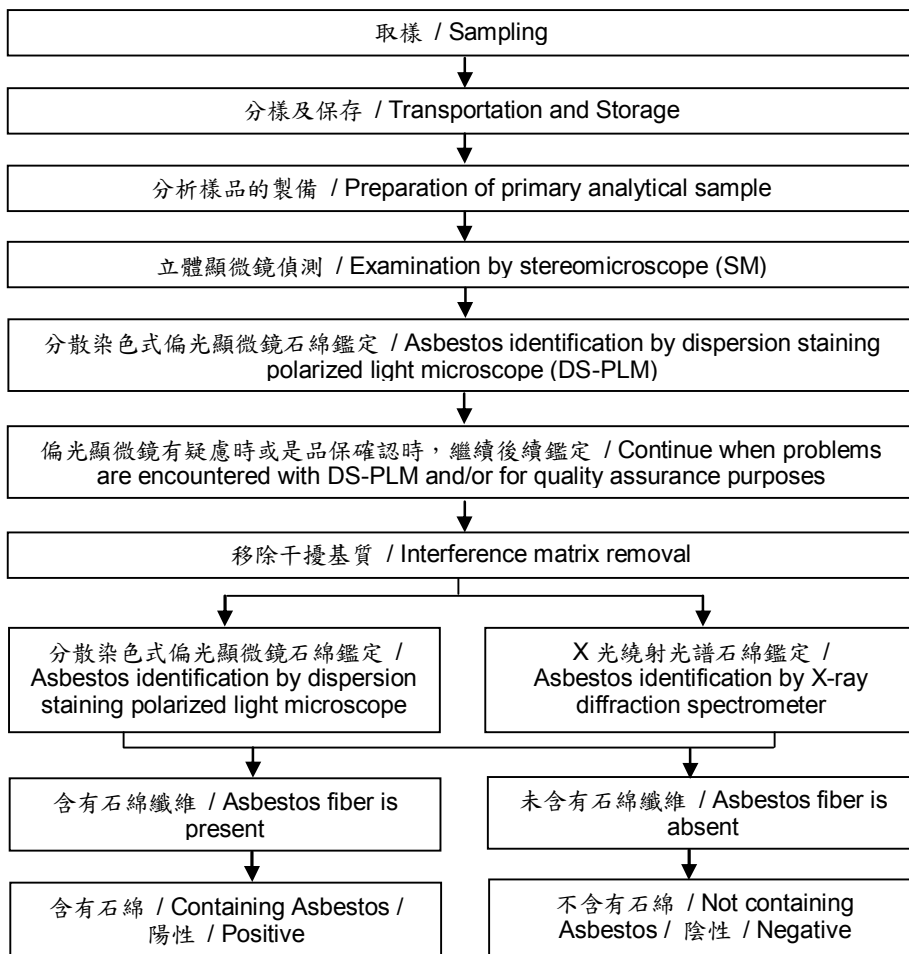 取樣 / Sampling
分樣及保存 / Transportation and Storage
分析樣品的製備 / Preparation of primary analytical sample
立體顯微鏡偵測 / Examination by stereomicroscope (SM)
分散染色式偏光顯微鏡石綿鑑定 / Asbestos identification by dispersion staining
polarized light microscope (DS-PLM)
偏光顯微鏡有疑慮時或是品保確認時，繼續後續鑑定 / Continue when problems
are encountered with DS-PLM and/or for quality assurance purposes
移除干擾基質 / Interference matrix removal
分散染色式偏光顯微鏡石綿鑑定 /
Asbestos identification by dispersion
staining polarized light microscope
X 光繞射光譜石綿鑑定 /
Asbestos identification by X-ray
diffraction spectrometer
含有石綿纖維 / Asbestos fiber is
present
未含有石綿纖維 / Asbestos fiber is
absent
含有石綿 / Containing Asbestos /
陽性 / Positive
不含有石綿 / Not containing
Asbestos / 陰性 / Negative